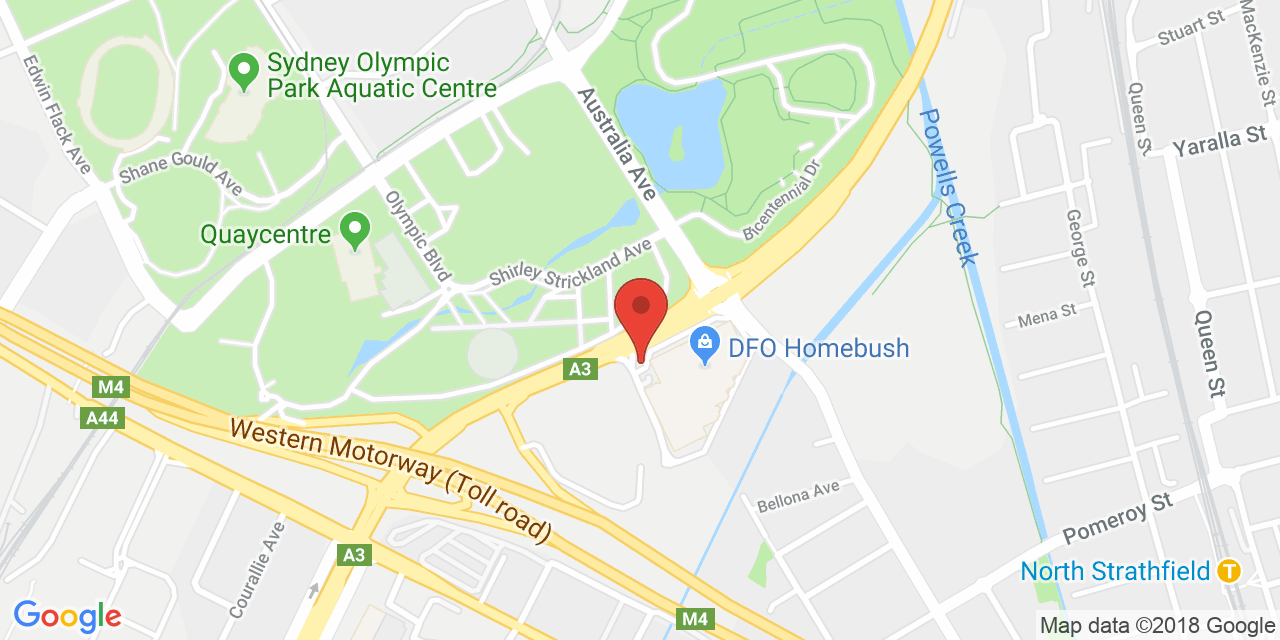 Stuart St
MacKenzie St
Sydney Olympic
Park Aquatic Centre
Edwin Flack Ave
Queen St
Australia Ave
Yaralla St
Powells Creek
Shane Gould Ave
Bicentennial Dr
Olympic Blvd
Quaycentre
George St
Shirley Strickland Ave
Mena St
Queen St
DFO Homebush
A3
M4
A44
Western Motorway (Toll road)
Bellona Ave
Pomeroy St
Courallie Ave
A3
North Strathfield
T
M4
Google
Map data ©2018 Google